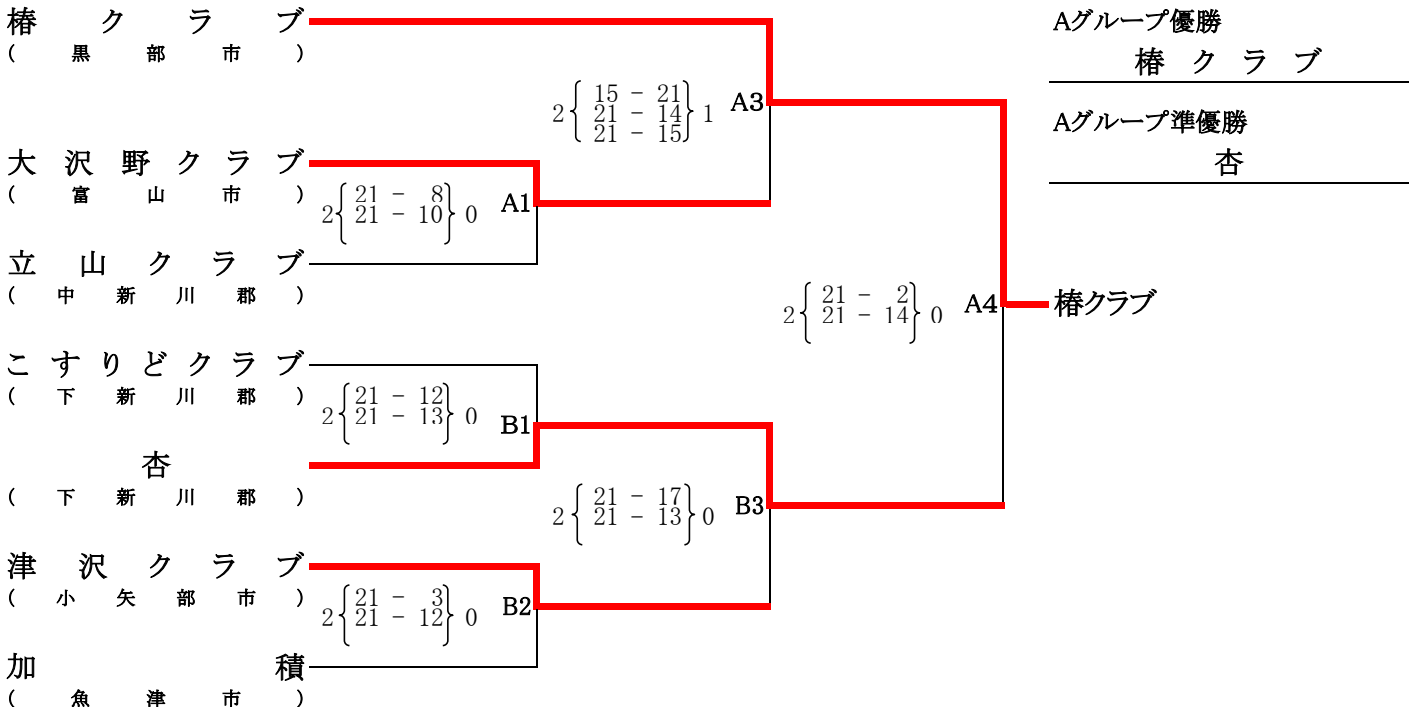 椿クラブ
(黒部市)
大沢野クラブ
(富山市)
立山クラブ
(中新川郡)
こすりどクラブ
(下新川郡)
杏
(下新川郡)
津沢クラブ
(小矢部市)
加積
(魚津市)
21 - 8
2 21 - 10 0
A1
21 - 12
2 21 - 13 0
B1
21 - 3
2 21 - 12 0
B2
15 - 21
2 21 - 14 1
21 - 15
A3
21 - 17
2 21 - 13 0
B3
21 - 2
2 21 - 14 0
A4
椿クラブ
Aグループ優勝
椿クラブ
Aグループ準優勝
杏